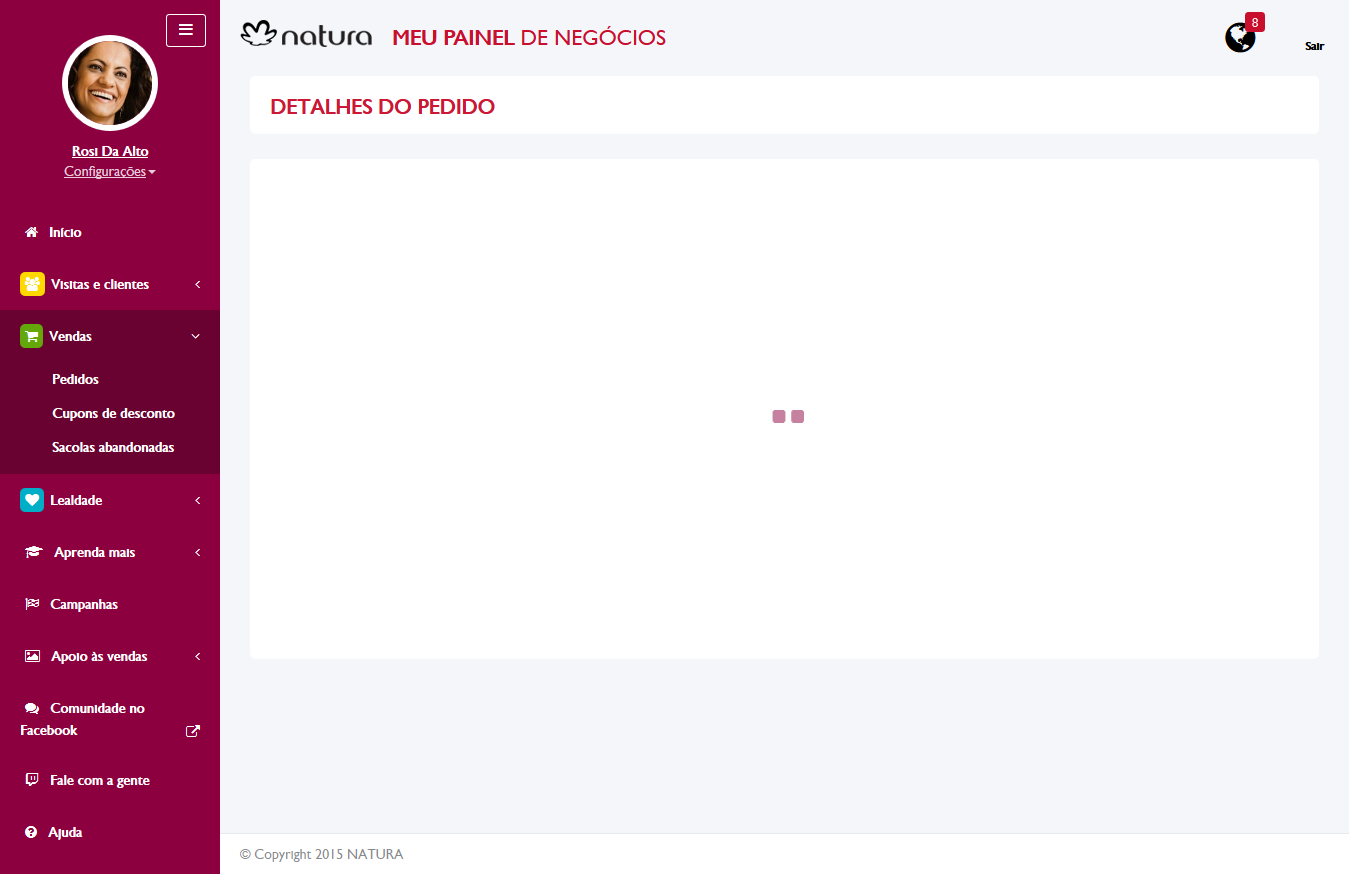 natura
MEU PAINEL DE NEGÓCIOS
8
Sair
Rosi Da Alto
Configurações
Início
Visitas e clientes
Vendas
Pedidos
Cupons de desconto
Sacolas abandonadas
Lealdade
Aprenda mais
Campanhas
Apoio às vendas
Comunidade no
Facebook
Fale com a gente
Ajuda
DETALHES DO PEDIDO
© Copyright 2015 NATURA